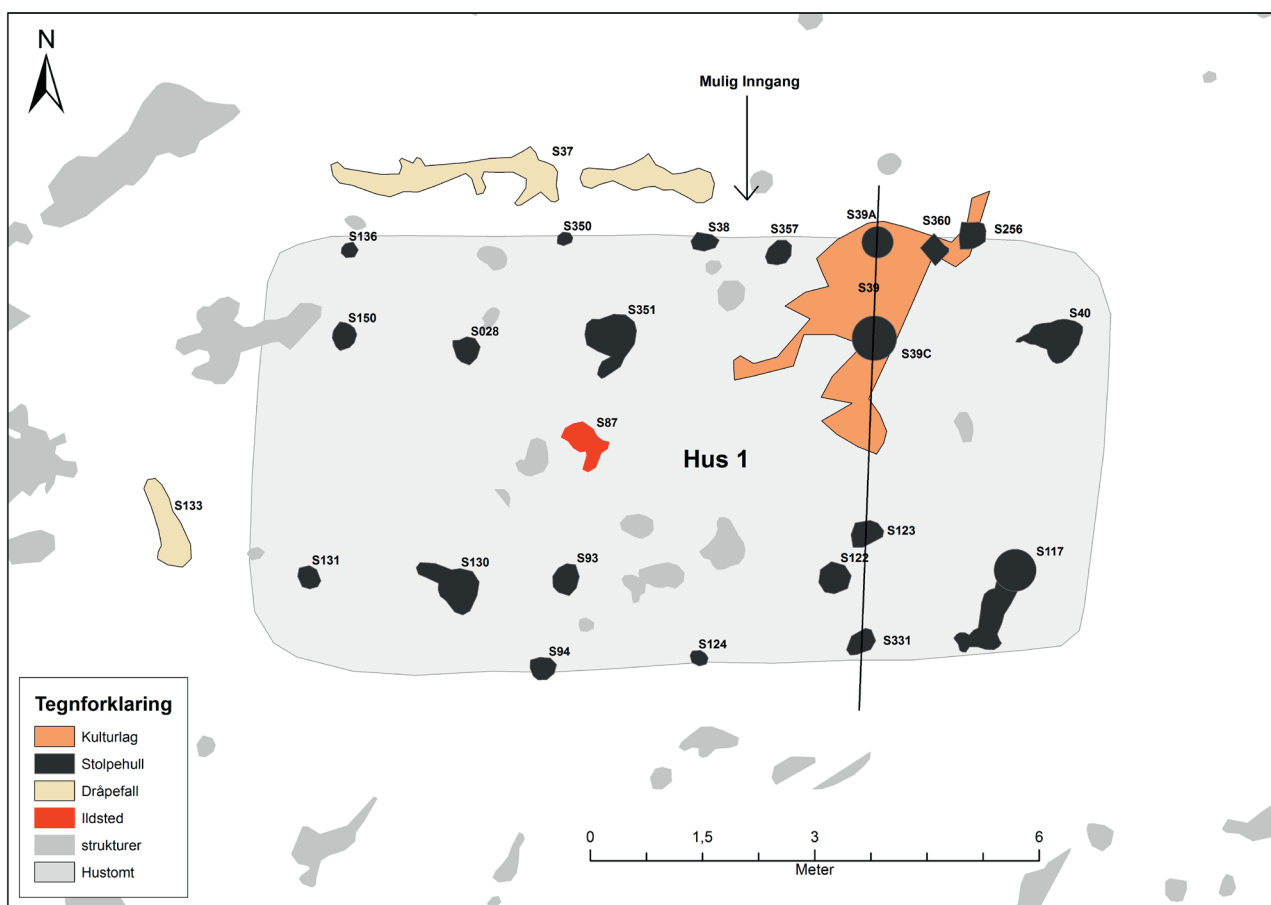 N
Mulig Inngang
S37
S39A
S360
S256
S136
S350
S38
S357
S39
S150
S028
S351
S40
S39C
S87
Hus 1
S133
S123
S131
S130
S93
S122
S117
S94
S124
S331
Tegnforklaring
Kulturlag
Stolpehull
Dråpefall
Ildsted
strukturer
Hustomt
0 1,5 3 6
Meter